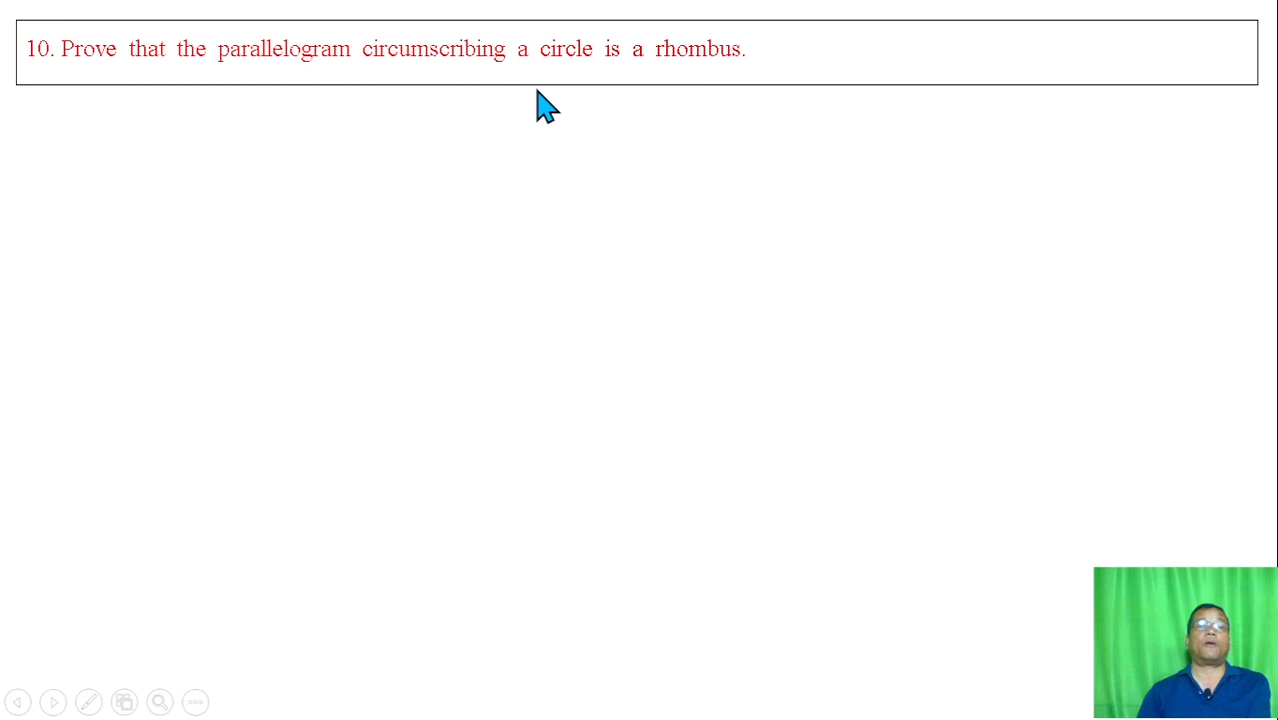 10. Prove that the parallelogram circumscribing a circle is a rhombus.